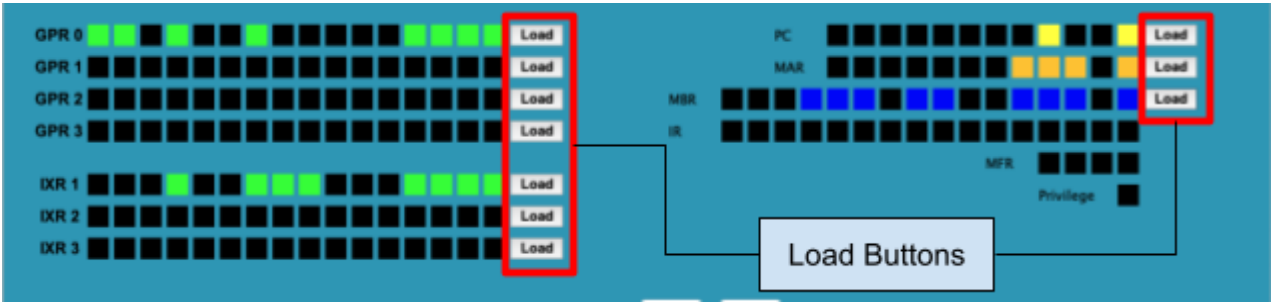 GPR 0 Load
GPR 1 Load
GPR 2 Load
GPR 3 Load
IXR 1 Load
IXR 2 Load
IXR 3 Load
PC Load
MAR Load
MBR Load
IR
MFR
Privilege
Load Buttons